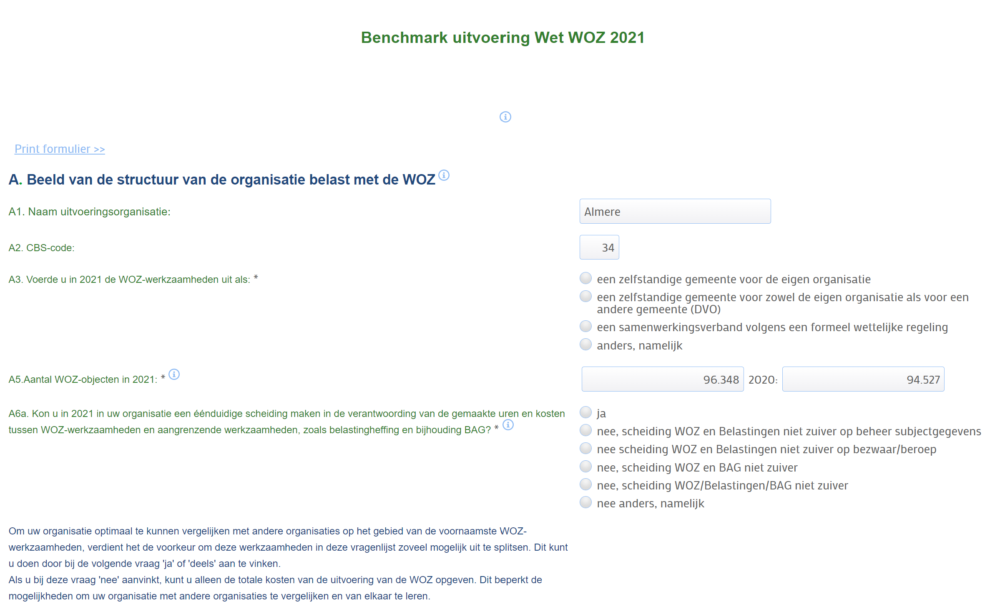 Benchmark uitvoering Wet WOZ 2021
Print formulier >>
A. Beeld van de structuur van de organisatie belast met de WOZ
A1. Naam uitvoeringsorganisatie:
Almere
A2. CBS-code:
34
A3. Voerde u in 2021 de WOZ-werkzaamheden uit als: *
een zelfstandige gemeente voor de eigen organisatie
een zelfstandige gemeente voor zowel de eigen organisatie als voor een
andere gemeente (DVO)
een samenwerkingsverband volgens een formeel wettelijke regeling
anders, namelijk
A5.Aantal WOZ-objecten in 2021: *
96.348 2020: 94.527
A6a. Kon u in 2021 in uw organisatie een éénduidige scheiding maken in de verantwoording van de gemaakte uren en kosten
tussen WOZ-werkzaamheden en aangrenzende werkzaamheden, zoals belastingheffing en bijhouding BAG? *
ja
nee, scheiding WOZ en Belastingen niet zuiver op beheer subjectgegevens
nee scheiding WOZ en Belastingen niet zuiver op bezwaar/beroep
nee, scheiding WOZ en BAG niet zuiver
nee, scheiding WOZ/Belastingen/BAG niet zuiver
nee anders, namelijk
Om uw organisatie optimaal te kunnen vergelijken met andere organisaties op het gebied van de voornaamste WOZ-
werkzaamheden, verdient het de voorkeur om deze werkzaamheden in deze vragenlijst zoveel mogelijk uit te splitsen. Dit kunt
u doen door bij de volgende vraag 'ja' of 'deels' aan te vinken.
Als u bij deze vraag 'nee' aanvinkt, kunt u alleen de totale kosten van de uitvoering van de WOZ opgeven. Dit beperkt de
mogelijkheden om uw organisatie met andere organisaties te vergelijken en van elkaar te leren.